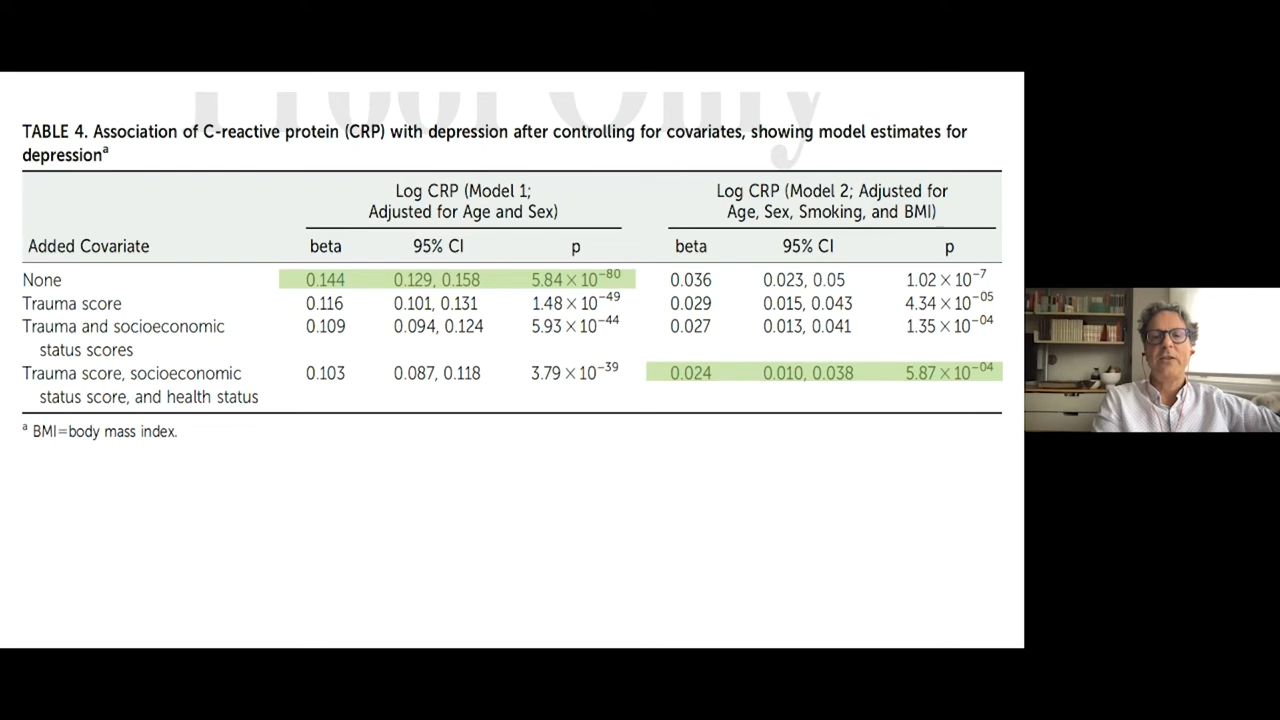 Proof Only
TABLE 4. Association of C-reactive protein (CRP) with depression after controlling for covariates, showing model estimates for
depressionᵃ
Log CRP (Model 1; Log CRP (Model 2; Adjusted for
Adjusted for Age and Sex) Age, Sex, Smoking, and BMI)
Added Covariate beta 95% CI p beta 95% CI p
None 0.144 0.129, 0.158 5.84×10⁻⁸⁰ 0.036 0.023, 0.05 1.02×10⁻⁷
Trauma score 0.116 0.101, 0.131 1.48×10⁻⁴⁹ 0.029 0.015, 0.043 4.34×10⁻⁰⁵
Trauma and socioeconomic 0.109 0.094, 0.124 5.93×10⁻⁴⁴ 0.027 0.013, 0.041 1.35×10⁻⁰⁴
status scores
Trauma score, socioeconomic 0.103 0.087, 0.118 3.79×10⁻³⁹ 0.024 0.010, 0.038 5.87×10⁻⁰⁴
status score, and health status
ᵃ BMI=body mass index.